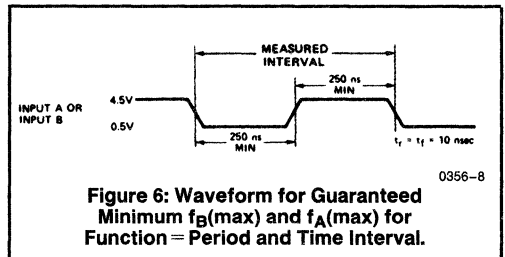 MEASURED
INTERVAL
250 ns
MIN
INPUT A OR
INPUT B
4.5V
0.5V
250 ns
MIN
tr = tf = 10 nsec
0356-8
Figure 6: Waveform for Guaranteed
Minimum fB(max) and fA(max) for
Function = Period and Time Interval.